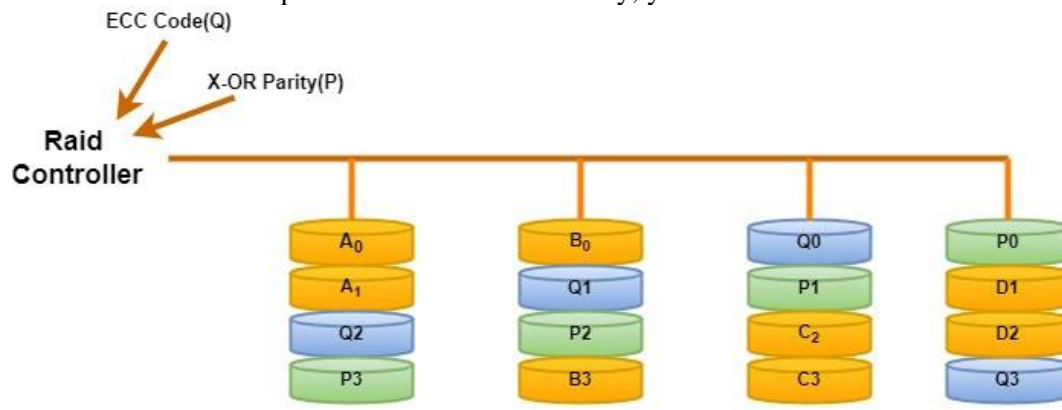 ECC Code(Q)
X-OR Parity(P)
Raid
Controller
A0 B0 Q0 P0
A1 Q1 P1 D1
Q2 P2 C2 D2
P3 B3 C3 Q3